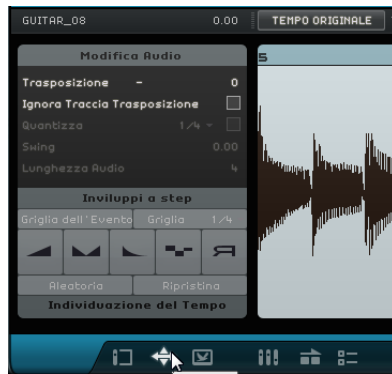 GUITAR_08 0.00 TEMPO ORIGINALE
Modifica Audio
5
Trasposizione - 0
Ignora Traccia Trasposizione
Quantizza 1/4
Swing 0.00
Lunghezza Audio 4
Inviluppi a step
Griglia dell'Evento Griglia 1/4
Aleatoria Ripristina
Individuazione del Tempo